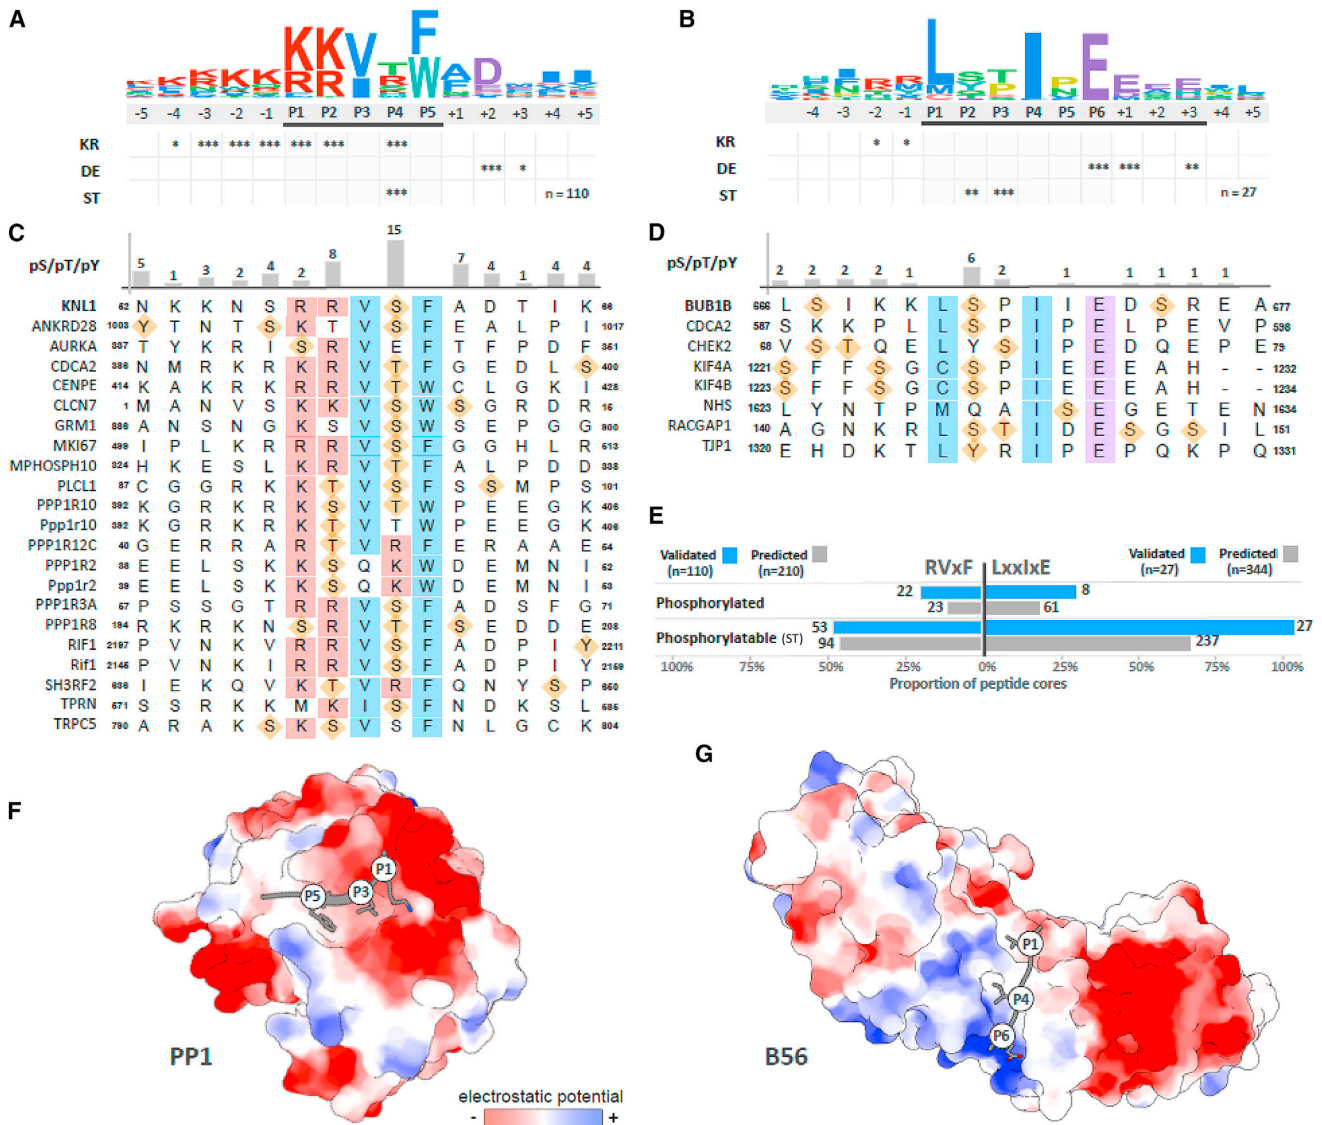 A
-5 -4 -3 -2 -1 P1 P2 P3 P4 P5 +1 +2 +3 +4 +5
KR * *** *** *** *** *** ***
DE *** *
ST *** n = 110
B
-4 -3 -2 -1 P1 P2 P3 P4 P5 P6 +1 +2 +3 +4 +5
KR * *
DE *** *** **
ST ** *** n = 27
C
pS/pT/pY 5 1 3 2 4 2 8 15 7 4 1 4 4
KNL1 52 N K K N S R R V S F A D T I K 66
ANKRD28 1003 Y T N T S K T V S F E A L P I 1017
AURKA 337 T Y K R I S R V E F T F P D F 351
CDCA2 386 N M R K R K R V T F G E D L S 400
CENPE 414 K A K R K R R V T W C L G K I 428
CLCN7 1 M A N V S K K V S W S G R D R 15
GRM1 886 A N S N G K S V S W S E P G G 900
MKI67 499 I P L K R R R V S F G G H L R 513
MPHOSPH10 324 H K E S L K R V T F A L P D D 338
PLCL1 87 C G G R K K T V S F S S M P S 101
PPP1R10 392 K G R K R K S V T W P E E G K 406
Ppp1r10 392 K G R K R K T V T W P E E G K 406
PPP1R12C 40 G E R R A R T V R F E R A A E 54
PPP1R2 38 E E L S K K S Q K W D E M N I 52
Ppp1r2 39 E E L S K K S Q K W D E M N I 53
PPP1R3A 57 P S S G T R R V S F A D S F G 71
PPP1R8 194 R K R K N S R V T F S E D D E 208
RIF1 2197 P V N K V R R V S F A D P I Y 2211
Rif1 2145 P V N K I R R V S F A D P I Y 2159
SH3RF2 636 I E K Q V K T V R F Q N Y S P 650
TPRN 571 S S R K K M K I S F N D K S L 585
TRPC5 790 A R A K S K S V S F N L G C K 804
D
pS/pT/pY 2 2 2 2 1 6 2 1 1 1 1 1
BUB1B 666 L S I K K L S P I I E D S R E A 677
CDCA2 587 S K K P L L S P I P E L P E V P 598
CHEK2 68 V S T Q E L Y S I P E D Q E P E 79
KIF4A 1221 S F F S G C S P I E E E A H - - 1232
KIF4B 1223 S F F S G C S P I E E E A H - - 1234
NHS 1623 L Y N T P M Q A I S E G E T E N 1634
RACGAP1 140 A G N K R L S T I D E S G S I L 151
TJP1 1320 E H D K T L Y R I P E P Q K P Q 1331
E
Validated (n=110) Predicted (n=210) RVxF LxxIxE Validated (n=27) Predicted (n=344)
Phosphorylated 22 8
23 61
Phosphorylatable (ST) 53 27
94 237
100% 75% 50% 25% 0% 25% 50% 75% 100%
Proportion of peptide cores
F
P1 P3 P5
PP1
electrostatic potential
- +
G
P1
P4
P6
B56